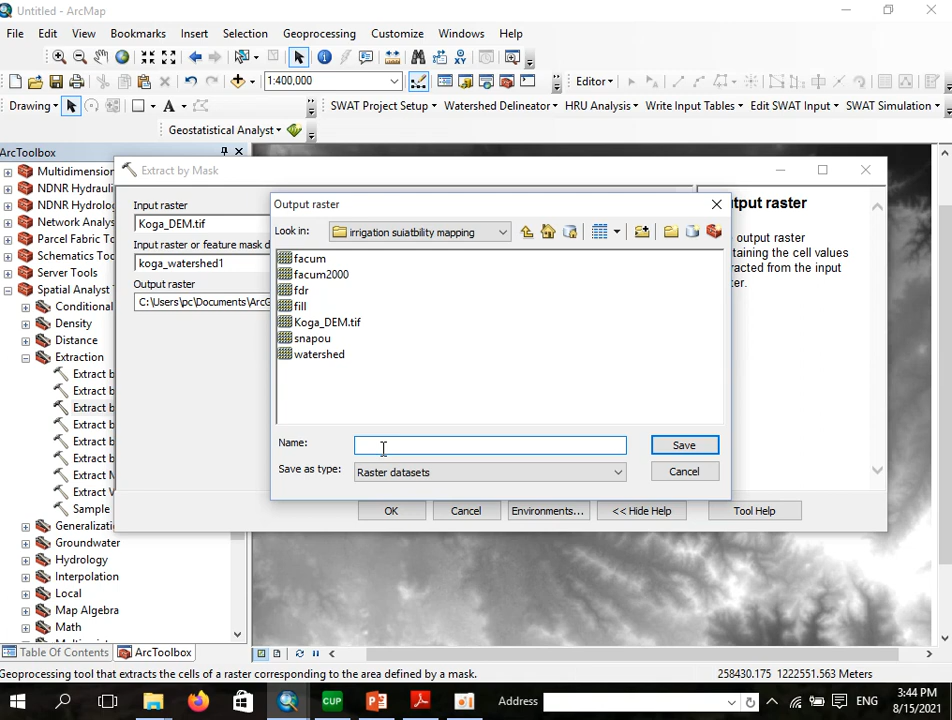 Untitled - ArcMap
File Edit View Bookmarks Insert Selection Geoprocessing Customize Windows Help
1:400,000
Editor
Drawing
A
SWAT Project Setup Watershed Delineator HRU Analysis Write Input Tables Edit SWAT Input SWAT Simulation
Geostatistical Analyst
ArcToolbox
Multidimension
NDNR Hydrauli
NDNR Hydrolog
Network Analys
Parcel Fabric To
Schematics Too
Server Tools
Spatial Analyst
Conditional
Density
Distance
Extraction
Extract b
Extract b
Extract b
Extract b
Extract b
Extract b
Extract M
Extract V
Sample
Generalizatio
Groundwater
Hydrology
Interpolation
Local
Map Algebra
Math
Table Of Contents
ArcToolbox
Extract by Mask
Input raster
Koga_DEM.tif
Input raster or feature mask d
koga_watershed1
Output raster
C:\Users\pc\Documents\ArcG
OK
Cancel
Environments...
<< Hide Help
Tool Help
utput raster
output raster
taining the cell values
racted from the input
ter.
Output raster
Look in:
irrigation suiatbility mapping
facum
facum2000
fdr
fill
Koga_DEM.tif
snapou
watershed
Name:
Save
Save as type:
Raster datasets
Cancel
Geoprocessing tool that extracts the cells of a raster corresponding to the area defined by a mask.
258430.175 1222551.563 Meters
CUP
Address
ENG
3:44 PM
8/15/2021